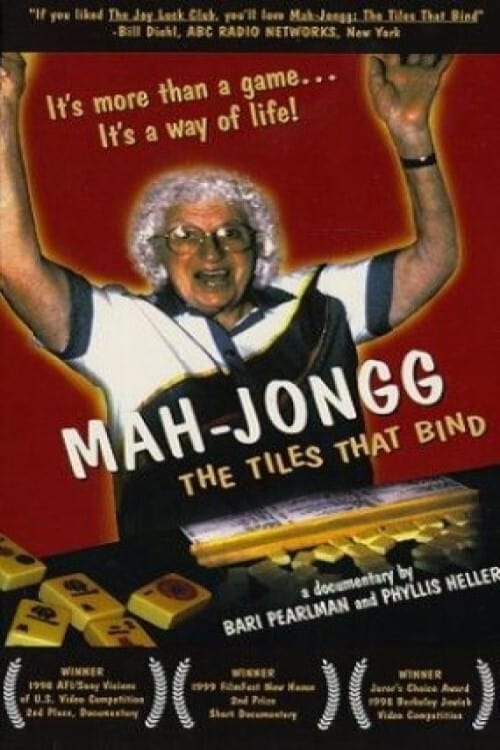 "If you liked The Joy Luck Club, you'll love Mah-Jongg: The Tiles That Bind"
-Bill Diehl, ABC RADIO NETWORKS, New York
It's more than a game...
It's a way of life!
MAH-JONGG
THE TILES THAT BIND
a documentary by
BARI PEARLMAN and PHYLLIS HELLER
WINNER
1998 AFI/Sony Visions
of U.S. Video Competition
2nd Place, Documentary
WINNER
1999 FilmFest New Haven
2nd Prize
Short Documentary
WINNER
Juror's Choice Award
1998 Berkeley Jewish
Video Competition